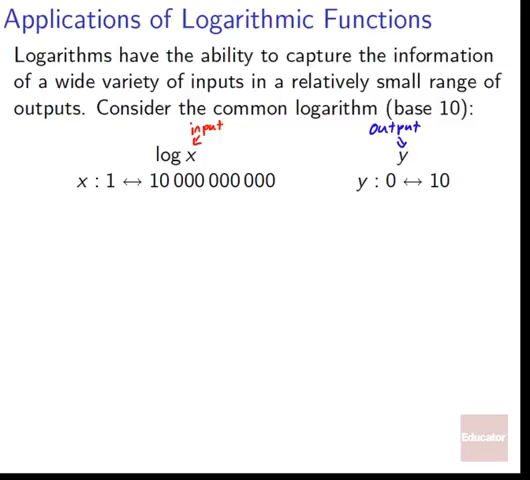 Applications of Logarithmic Functions
Logarithms have the ability to capture the information
of a wide variety of inputs in a relatively small range of
outputs. Consider the common logarithm (base 10):
input output
log x y
x : 1 ↔ 10 000 000 000 y : 0 ↔ 10
Educator